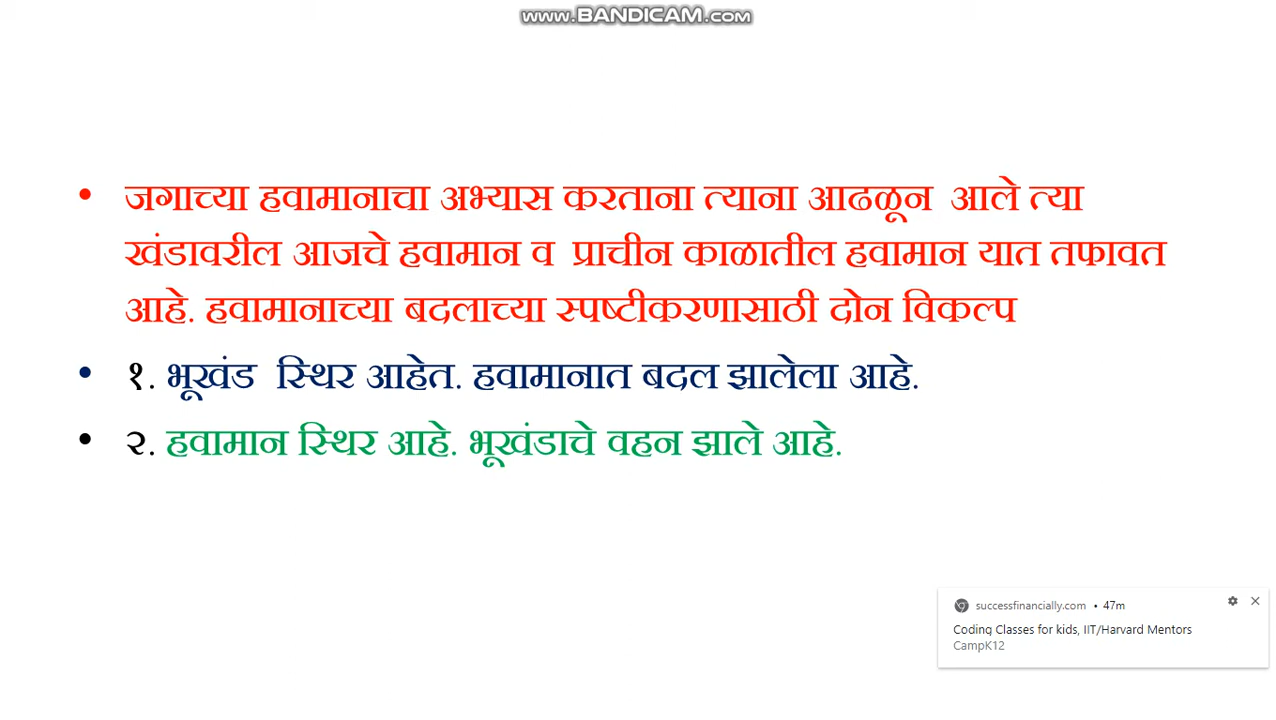 www.BANDICAM.com
• जगाच्या हवामानाचा अभ्यास करताना त्याना आढळून आले त्या
खंडावरील आजचे हवामान व प्राचीन काळातील हवामान यात तफावत
आहे. हवामानाच्या बदलाच्या स्पष्टीकरणासाठी दोन विकल्प
• १. भूखंड स्थिर आहेत. हवामानात बदल झालेला आहे.
• २. हवामान स्थिर आहे. भूखंडाचे वहन झाले आहे.
successfinancially.com • 47m
Coding Classes for kids, IIT/Harvard Mentors
CampK12